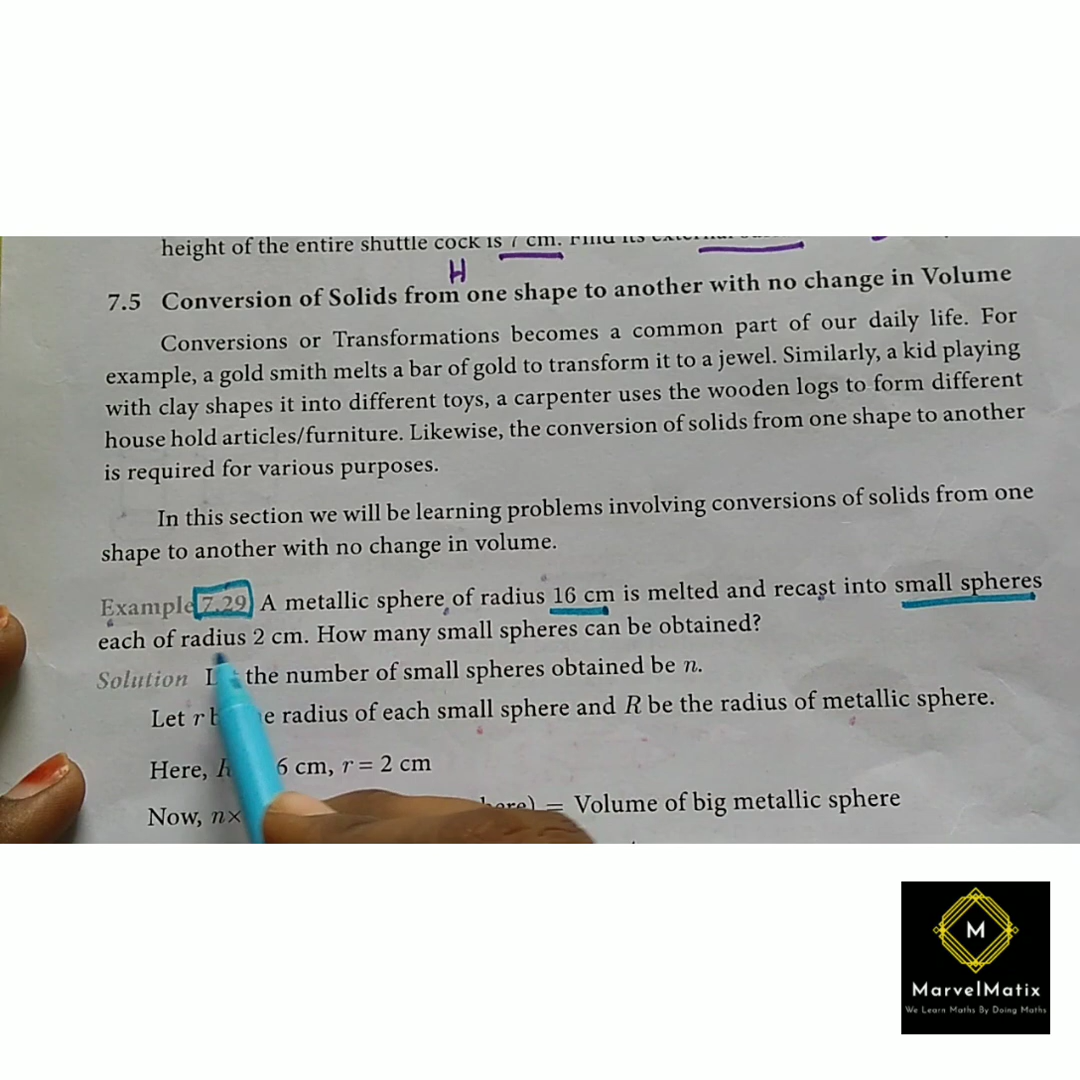 height of the entire shuttle cock is 7 cm. Find its
H
7.5 Conversion of Solids from one shape to another with no change in Volume
Conversions or Transformations becomes a common part of our daily life. For
example, a gold smith melts a bar of gold to transform it to a jewel. Similarly, a kid playing
with clay shapes it into different toys, a carpenter uses the wooden logs to form different
house hold articles/furniture. Likewise, the conversion of solids from one shape to another
is required for various purposes.
In this section we will be learning problems involving conversions of solids from one
shape to another with no change in volume.
Example 7.29 A metallic sphere of radius 16 cm is melted and recast into small spheres
each of radius 2 cm. How many small spheres can be obtained?
Solution the number of small spheres obtained be n.
Let r radius of each small sphere and R be the radius of metallic sphere.
Here, 6 cm, r = 2 cm
Now, n× = Volume of big metallic sphere
M
MarvelMatix
We Learn Maths By Doing Maths